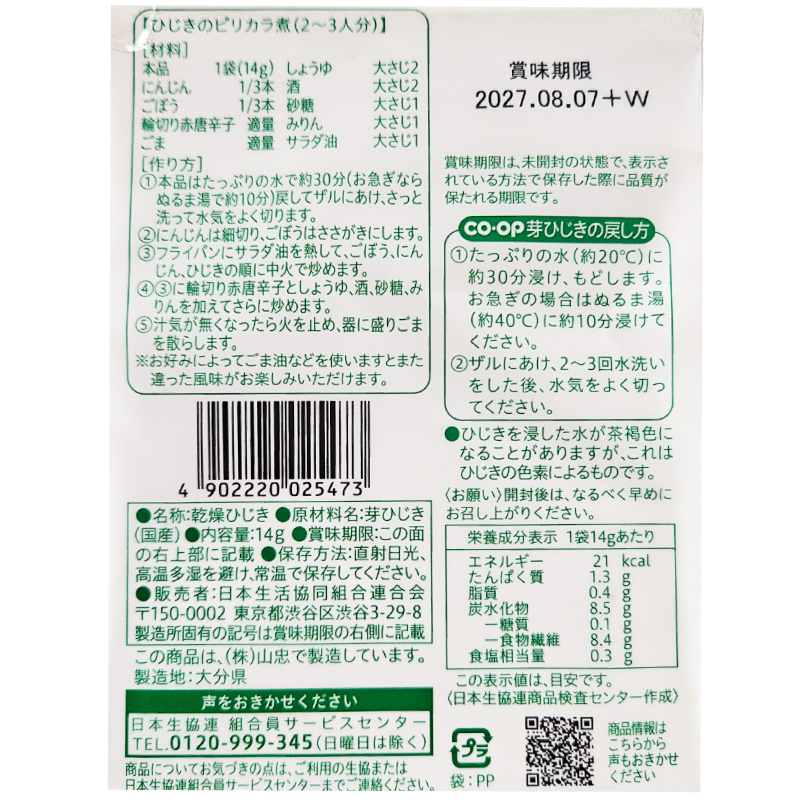 【ひじきのピリカラ煮(2〜3人分)】
[材料]
本品 1袋(14g) しょうゆ 大さじ2
にんじん 1/3本 酒 大さじ2
ごぼう 1/3本 砂糖 大さじ1
輪切り赤唐辛子 適量 みりん 大さじ1
ごま 適量 サラダ油 大さじ1
[作り方]
①本品はたっぷりの水で約30分(お急ぎなら
ぬるま湯で約10分)戻してザルにあけ、さっと
洗って水気をよく切ります。
②にんじんは細切り、ごぼうはささがきにします。
③フライパンにサラダ油を熱して、ごぼう、にん
じん、ひじきの順に中火で炒めます。
④③に輪切り赤唐辛子としょうゆ、酒、砂糖、み
りんを加えてさらに炒めます。
⑤汁気が無くなったら火を止め、器に盛りごま
を散らします。
※お好みによってごま油などを使いますとまた
違った風味がお楽しみいただけます。
4 902220 025473
●名称:乾燥ひじき ●原材料名:芽ひじき
(国産) ●内容量:14g ●賞味期限:この面
の右上部に記載 ●保存方法:直射日光、
高温多湿を避け、常温で保存してください。
●販売者:日本生活協同組合連合会
〒150-0002 東京都渋谷区渋谷3-29-8
製造所固有の記号は賞味期限の右側に記載
この商品は、(株)山忠で製造しています。
製造地:大分県
声をおきかせください
日本生協連 組合員サービスセンター
TEL.0120-999-345(日曜日は除く)
商品についてお気づきの点は、ご利用の生協または
日本生協連組合員サービスセンターまでご連絡ください。
賞味期限
2027.08.07+W
賞味期限は、未開封の状態で、表示さ
れている方法で保存した際に品質が
保たれる期限です。
CO・OP芽ひじきの戻し方
①たっぷりの水(約20℃)に
約30分浸け、もどします。
お急ぎの場合はぬるま湯
(約40℃)に約10分浸けて
ください。
②ザルにあけ、2〜3回水洗い
をした後、水気をよく切っ
てください。
●ひじきを浸した水が茶褐色に
なることがありますが、これは
ひじきの色素によるものです。
〈お願い〉開封後は、なるべく早めに
お召し上がりください。
栄養成分表示 1袋14gあたり
エネルギー 21 kcal
たんぱく質 1.3 g
脂質 0.4 g
炭水化物 8.5 g
―糖質 0.1 g
―食物繊維 8.4 g
食塩相当量 0.3 g
この表示値は、目安です。
〈日本生協連商品検査センター作成〉
プラ
袋:PP
商品情報は
こちらから
声もおきかせ
ください